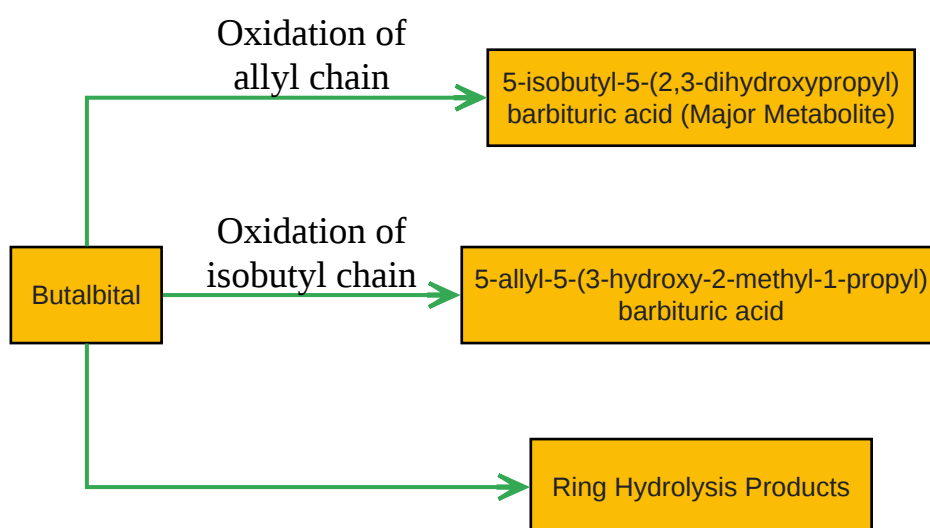 Oxidation of
allyl chain
5-isobutyl-5-(2,3-dihydroxypropyl)
barbituric acid (Major Metabolite)
Oxidation of
isobutyl chain
Butalbital
5-allyl-5-(3-hydroxy-2-methyl-1-propyl)
barbituric acid
Ring Hydrolysis Products